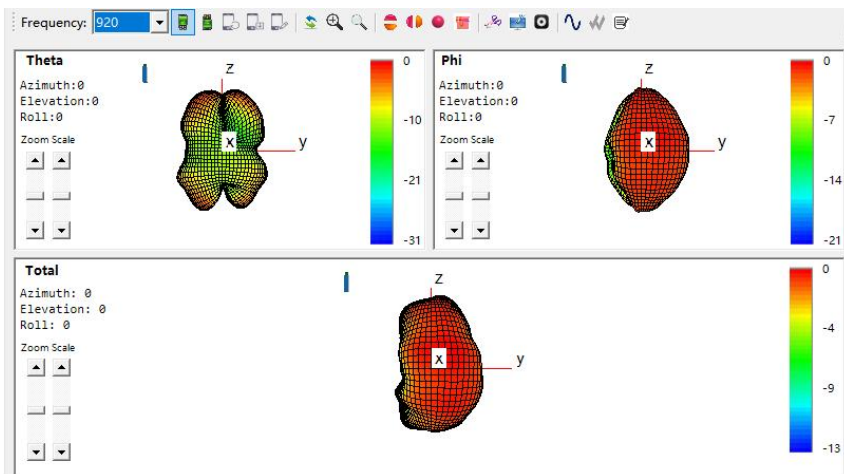 Frequency: 920
Theta
Azimuth:0
Elevation:0
Roll:0
Zoom Scale
Z
x
y
0
-10
-21
-31
Phi
Azimuth:0
Elevation:0
Roll:0
Zoom Scale
Z
x
y
0
-7
-14
-21
Total
Azimuth: 0
Elevation: 0
Roll: 0
Zoom Scale
Z
x
y
0
-4
-9
-13